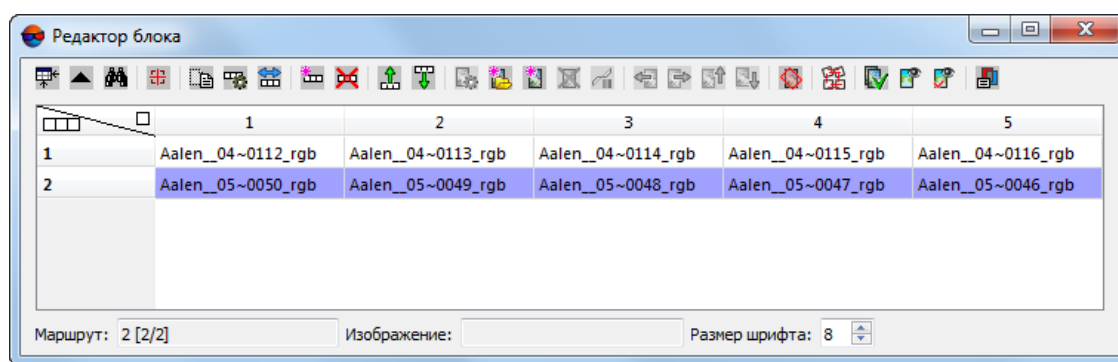 Редактор блока
1 2 3 4 5
1 Aalen__04~0112_rgb Aalen__04~0113_rgb Aalen__04~0114_rgb Aalen__04~0115_rgb Aalen__04~0116_rgb
2 Aalen__05~0050_rgb Aalen__05~0049_rgb Aalen__05~0048_rgb Aalen__05~0047_rgb Aalen__05~0046_rgb
Маршрут: 2 [2/2] Изображение: Размер шрифта: 8